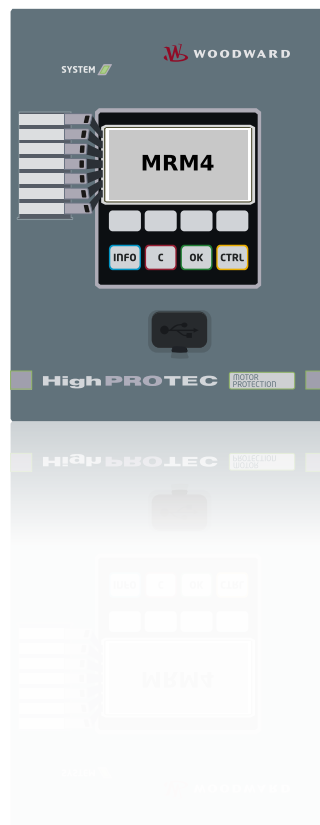 WOODWARD
SYSTEM
MRM4
INFO C OK CTRL
HighPROTEC
MOTOR
PROTECTION